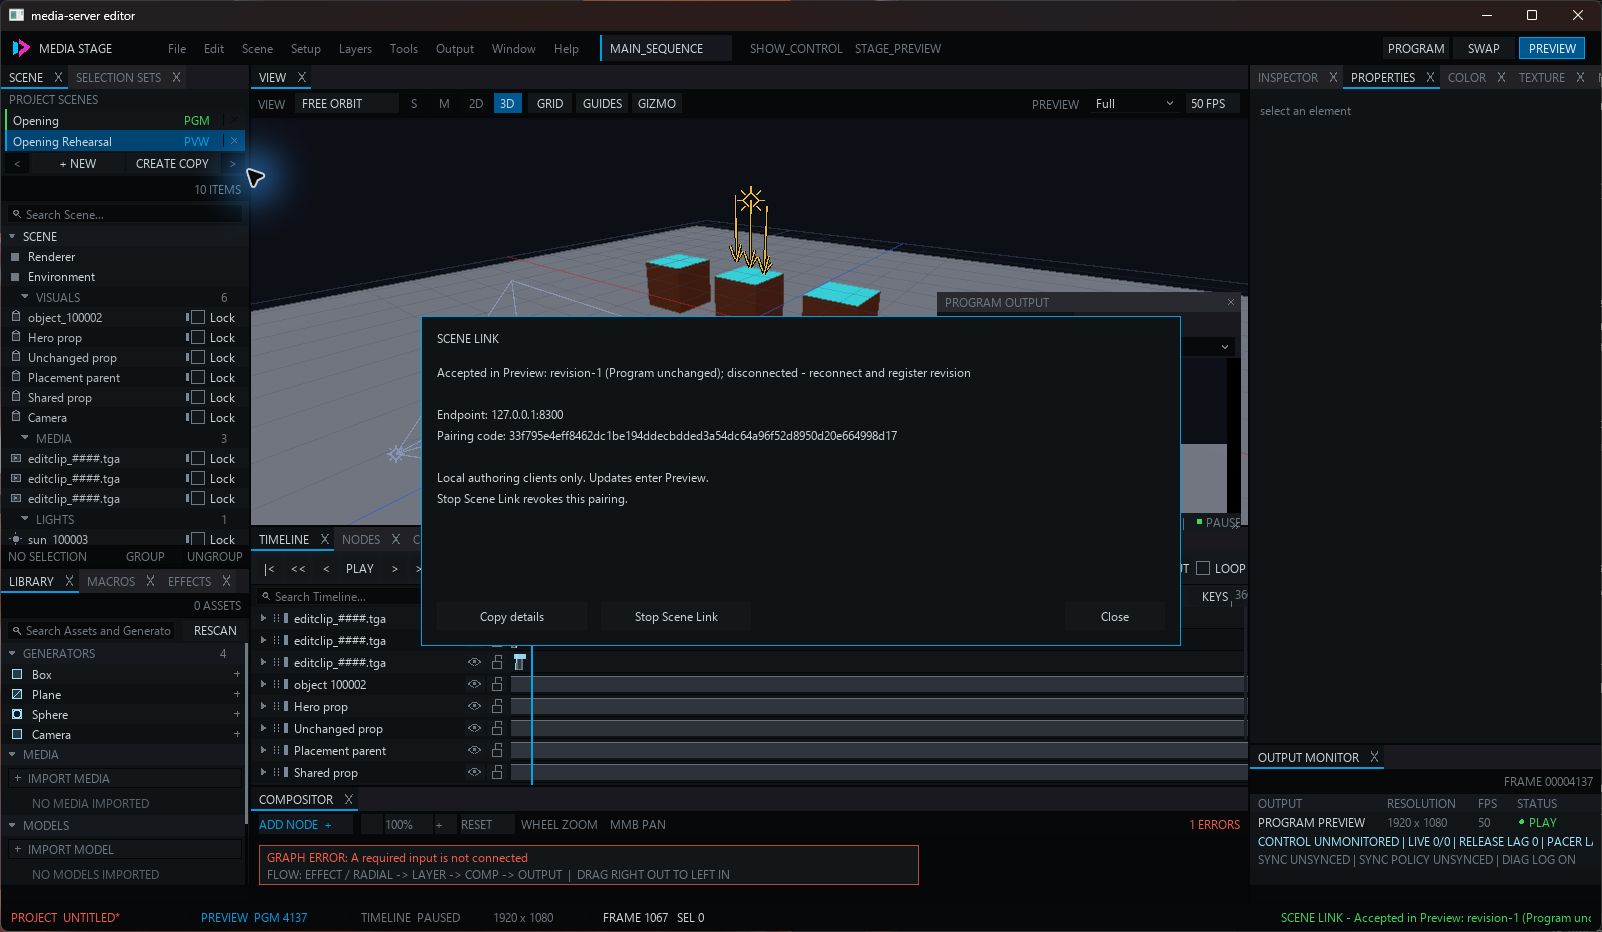 media-server editor
MEDIA STAGE
File Edit Scene Setup Layers Tools Output Window Help
MAIN_SEQUENCE SHOW_CONTROL STAGE_PREVIEW
PROGRAM SWAP PREVIEW
SCENE X SELECTION SETS X
PROJECT SCENES
Opening PGM
Opening Rehearsal PVW ×
< + NEW CREATE COPY >
10 ITEMS
Search Scene...
SCENE
Renderer
Environment
VISUALS 6
object_100002 Lock
Hero prop Lock
Unchanged prop Lock
Placement parent Lock
Shared prop Lock
Camera Lock
MEDIA 3
editclip_####.tga Lock
editclip_####.tga Lock
editclip_####.tga Lock
LIGHTS 1
sun_100003 Lock
NO SELECTION GROUP UNGROUP
LIBRARY X MACROS X EFFECTS X
0 ASSETS
Search Assets and Generato RESCAN
GENERATORS 4
Box +
Plane +
Sphere +
Camera +
MEDIA
+ IMPORT MEDIA
NO MEDIA IMPORTED
MODELS
+ IMPORT MODEL
NO MODELS IMPORTED
VIEW X
VIEW FREE ORBIT S M 2D 3D GRID GUIDES GIZMO PREVIEW Full 50 FPS
PROGRAM OUTPUT ×
SCENE LINK
Accepted in Preview: revision-1 (Program unchanged); disconnected - reconnect and register revision
Endpoint: 127.0.0.1:8300
Pairing code: 33f795e4eff8462dc1be194ddecbdded3a54dc64a96f52d8950d20e664998d17
Local authoring clients only. Updates enter Preview.
Stop Scene Link revokes this pairing.
Copy details Stop Scene Link Close
PAUSE
TIMELINE X NODES X C
|< << < PLAY > > LOOP
Search Timeline... KEYS
editclip_####.tga
editclip_####.tga
editclip_####.tga
object 100002
Hero prop
Unchanged prop
Placement parent
Shared prop
COMPOSITOR X
ADD NODE + 100% + RESET WHEEL ZOOM MMB PAN 1 ERRORS
GRAPH ERROR: A required input is not connected
FLOW: EFFECT / RADIAL -> LAYER -> COMP -> OUTPUT | DRAG RIGHT OUT TO LEFT IN
INSPECTOR X PROPERTIES X COLOR X TEXTURE X
select an element
OUTPUT MONITOR X
FRAME 00004137
OUTPUT RESOLUTION FPS STATUS
PROGRAM PREVIEW 1920 x 1080 50 PLAY
CONTROL UNMONITORED | LIVE 0/0 | RELEASE LAG 0 | PACER
SYNC UNSYNCED | SYNC POLICY UNSYNCED | DIAG LOG ON
PROJECT UNTITLED* PREVIEW PGM 4137 TIMELINE PAUSED 1920 x 1080 FRAME 1067 SEL 0 SCENE LINK - Accepted in Preview: revision-1 (Program unc